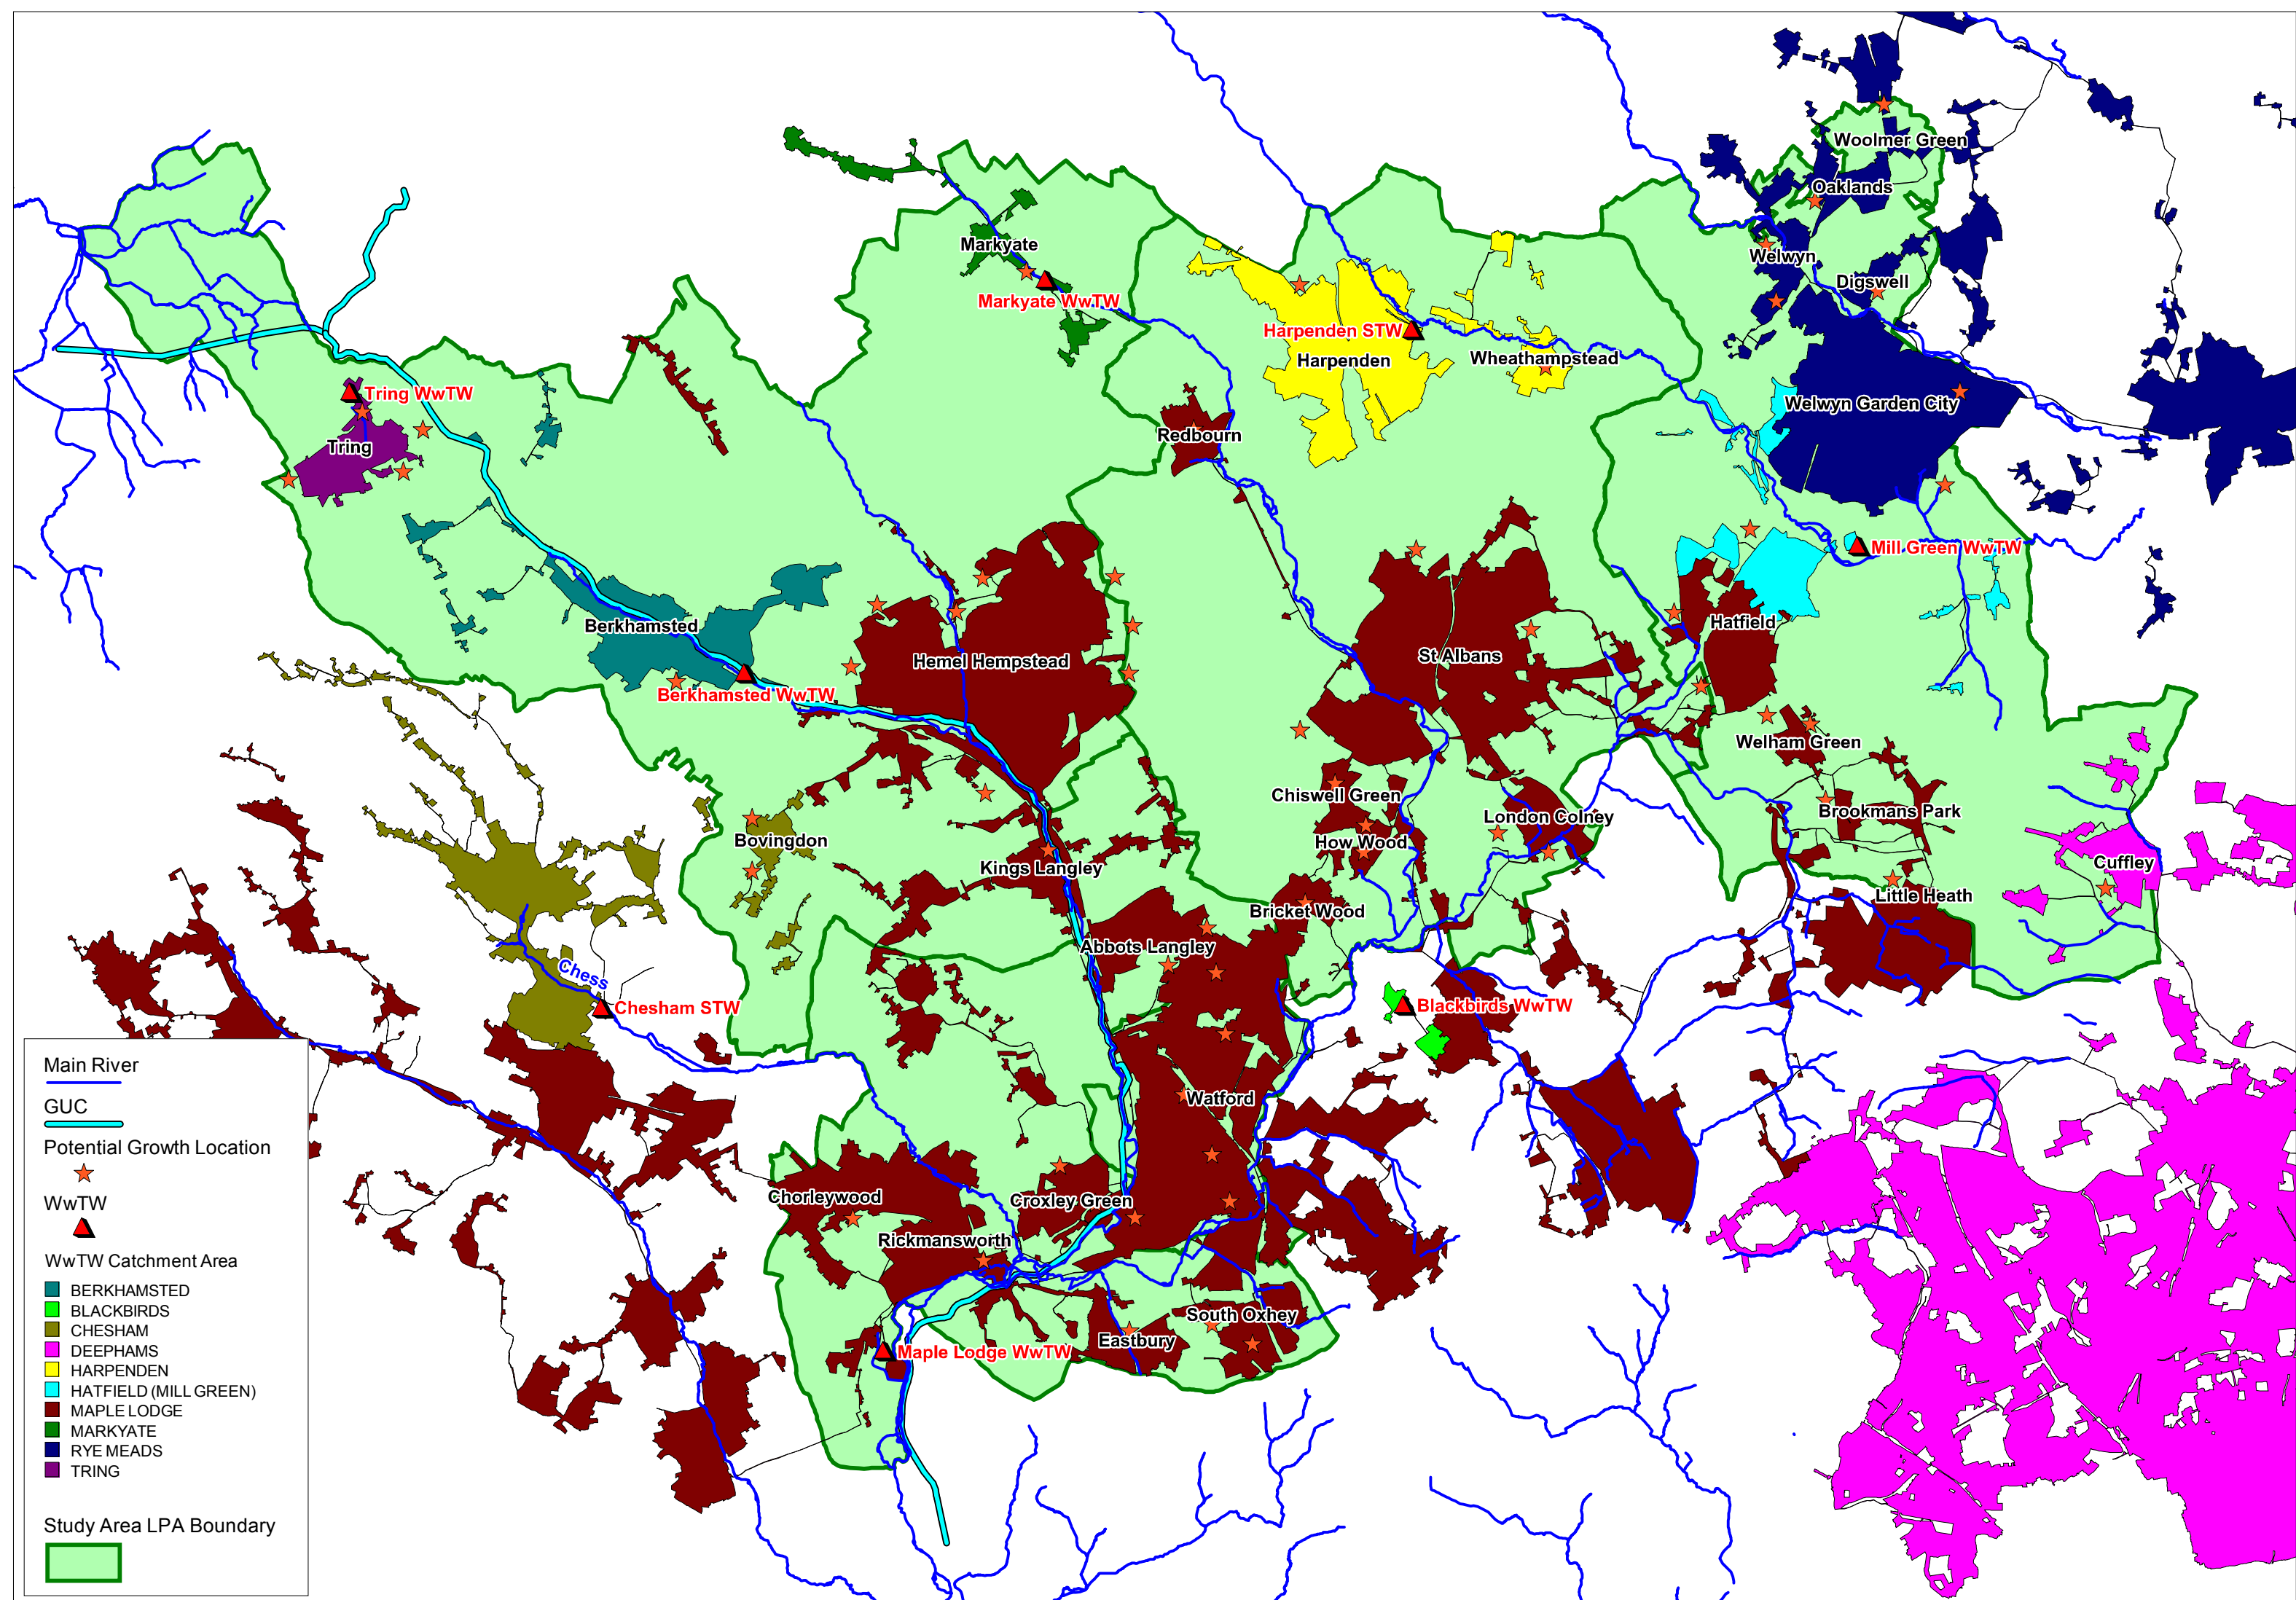 Woolmer Green
Oaklands
Markyate
Welwyn
Digswell
Markyate WwTW
Harpenden STW
Harpenden
Wheathampstead
Tring WwTW
Welwyn Garden City
Redbourn
Tring
Mill Green WwTW
Berkhamsted
Hatfield
St Albans
Hemel Hempstead
Berkhamsted WwTW
Welham Green
Chiswell Green
Brookmans Park
London Colney
Bovingdon
How Wood
Kings Langley
Cuffley
Little Heath
Bricket Wood
Abbots Langley
Chess
Chesham STW
Blackbirds WwTW
Watford
Chorleywood
Croxley Green
Rickmansworth
South Oxhey
Eastbury
Maple Lodge WwTW
Main River
GUC
Potential Growth Location
WwTW
WwTW Catchment Area
BERKHAMSTED
BLACKBIRDS
CHESHAM
DEEPHAMS
HARPENDEN
HATFIELD (MILL GREEN)
MAPLE LODGE
MARKYATE
RYE MEADS
TRING
Study Area LPA Boundary